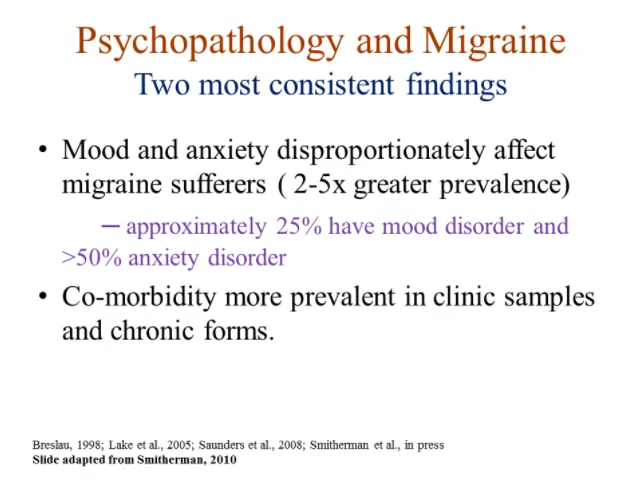 Psychopathology and Migraine
Two most consistent findings
• Mood and anxiety disproportionately affect
migraine sufferers ( 2-5x greater prevalence)
– approximately 25% have mood disorder and
>50% anxiety disorder
• Co-morbidity more prevalent in clinic samples
and chronic forms.
Breslau, 1998; Lake et al., 2005; Saunders et al., 2008; Smitherman et al., in press
Slide adapted from Smitherman, 2010